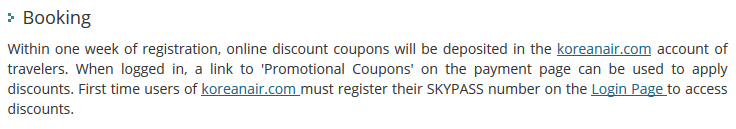 Booking
Within one week of registration, online discount coupons will be deposited in the koreanair.com account of
travelers. When logged in, a link to 'Promotional Coupons' on the payment page can be used to apply
discounts. First time users of koreanair.com must register their SKYPASS number on the Login Page to access
discounts.